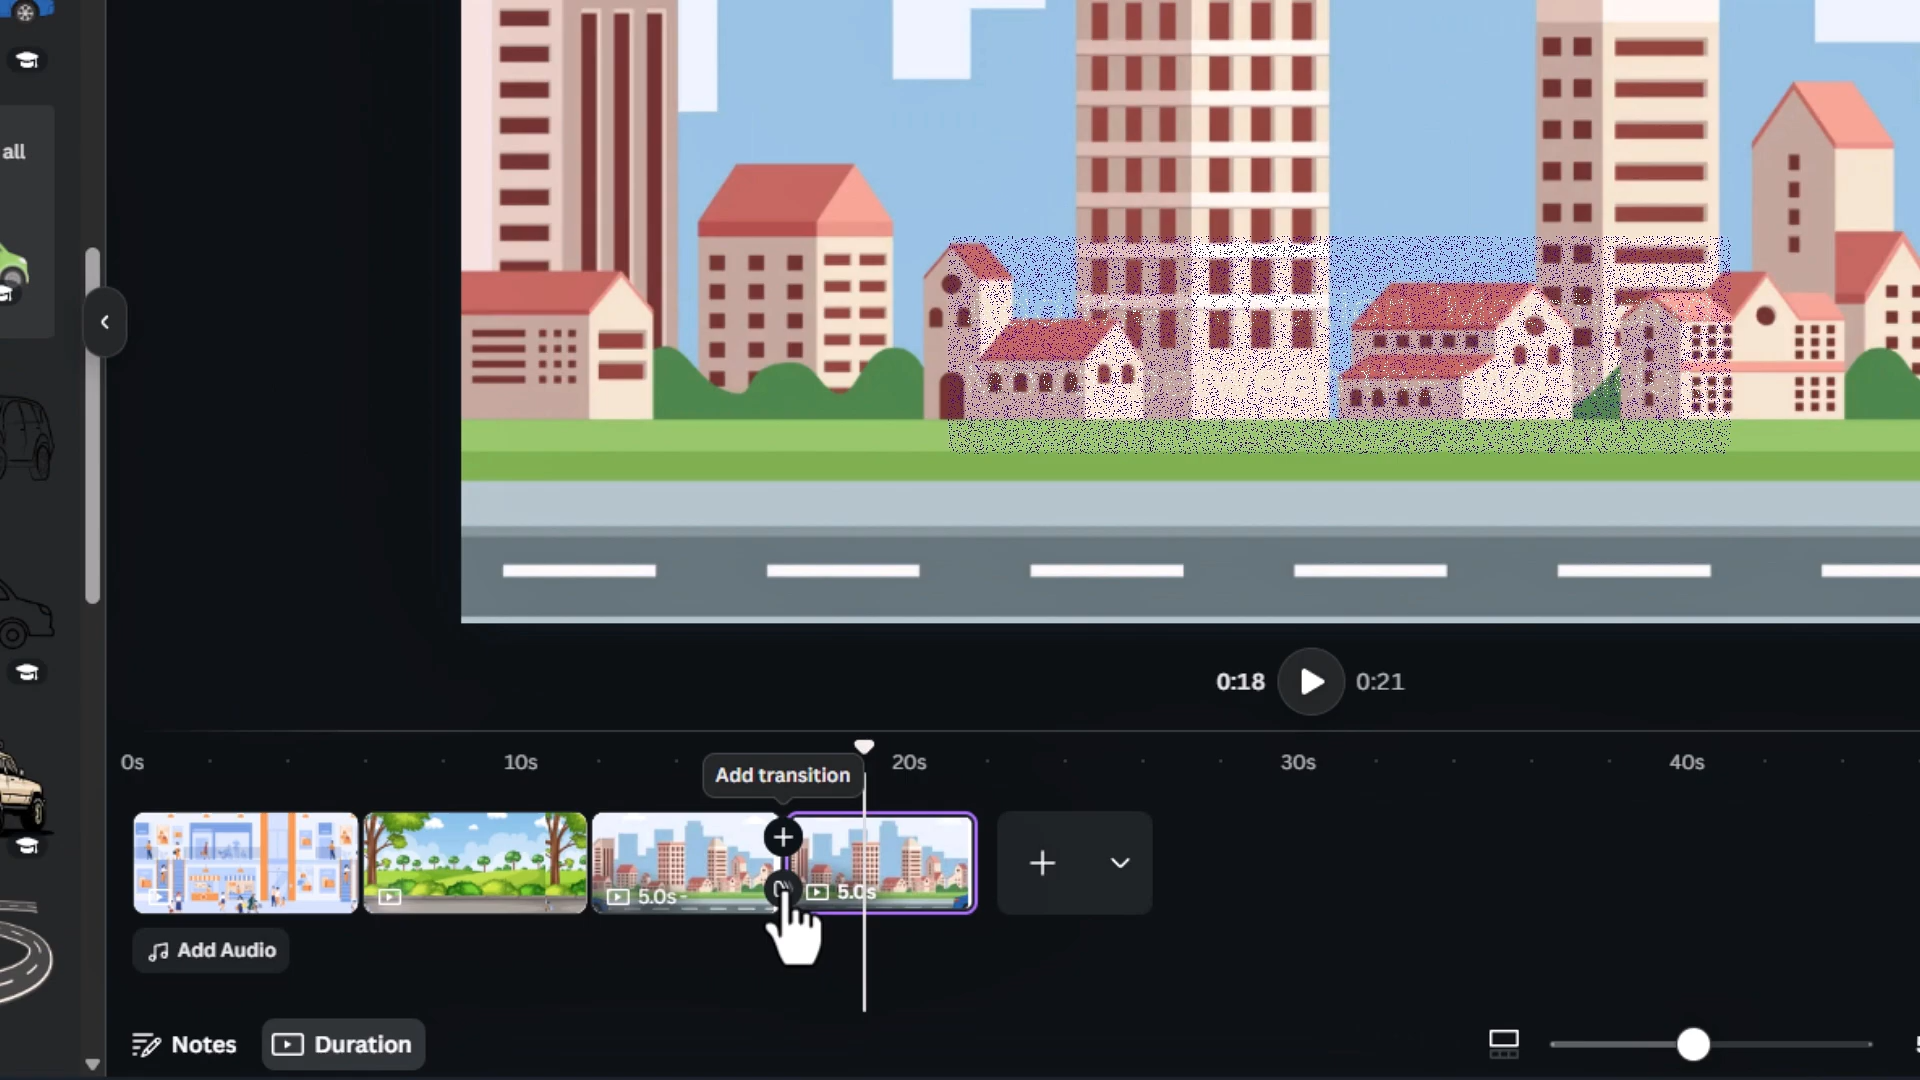 all
0:18
0:21
0s
10s
20s
30s
40s
Add transition
5.0s
5.0s
Add Audio
Notes
Duration